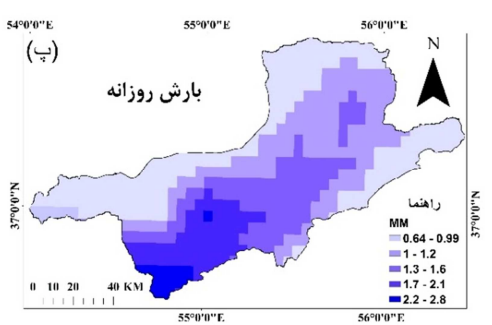 54°0'0"E 55°0'0"E 56°0'0"E
(پ)
N
بارش روزانه
37°0'0"N
37°0'0"N
راهنما
MM
0.64 - 0.99
1 - 1.2
1.3 - 1.6
1.7 - 2.1
2.2 - 2.8
0 10 20 40 KM
55°0'0"E 56°0'0"E